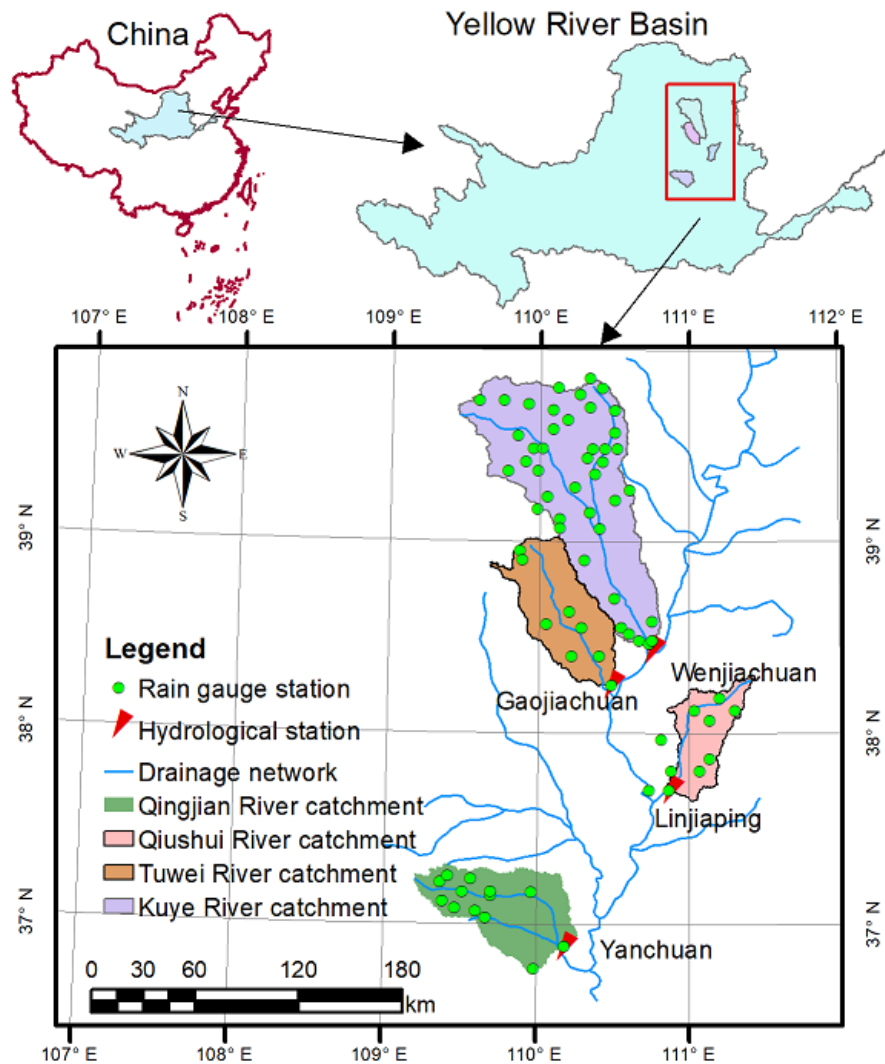 China
Yellow River Basin
107° E
108° E
109° E
110° E
111° E
112° E
N
W
E
S
39° N
39° N
Legend
Rain gauge station
Hydrological station
Drainage network
Qingjian River catchment
Qiushui River catchment
Tuwei River catchment
Kuye River catchment
Wenjiachuan
Gaojiachuan
38° N
38° N
Linjiaping
37° N
37° N
Yanchuan
0 30 60 120 180
km
107° E
108° E
109° E
110° E
111° E